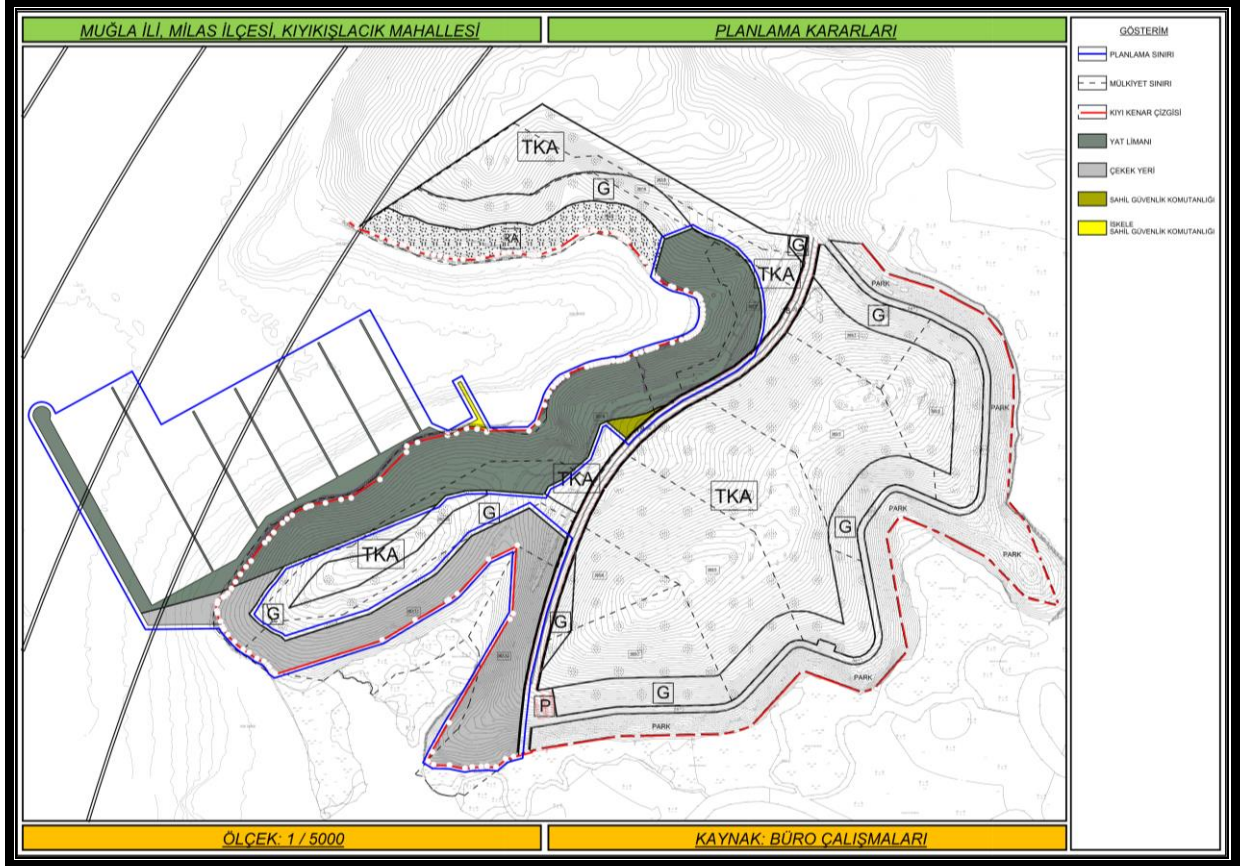 MUĞLA İLİ, MİLAS İLÇESİ, KIYIKIŞLACIK MAHALLESİ
PLANLAMA KARARLARI
GÖSTERİM
PLANLAMA SINIRI
MÜLKİYET SINIRI
KIYI KENAR ÇİZGİSİ
YAT LİMANI
ÇEKEK YERİ
SAHİL GÜVENLİK KOMUTANLIĞI
İSKELE
SAHİL GÜVENLİK KOMUTANLIĞI
TKA
G
G
TKA
PARK
G
PARK
TKA
TKA
G
G
PARK
TKA
PARK
G
G
PARK
G
P
PARK
ÖLÇEK: 1 / 5000
KAYNAK: BÜRO ÇALIŞMALARI